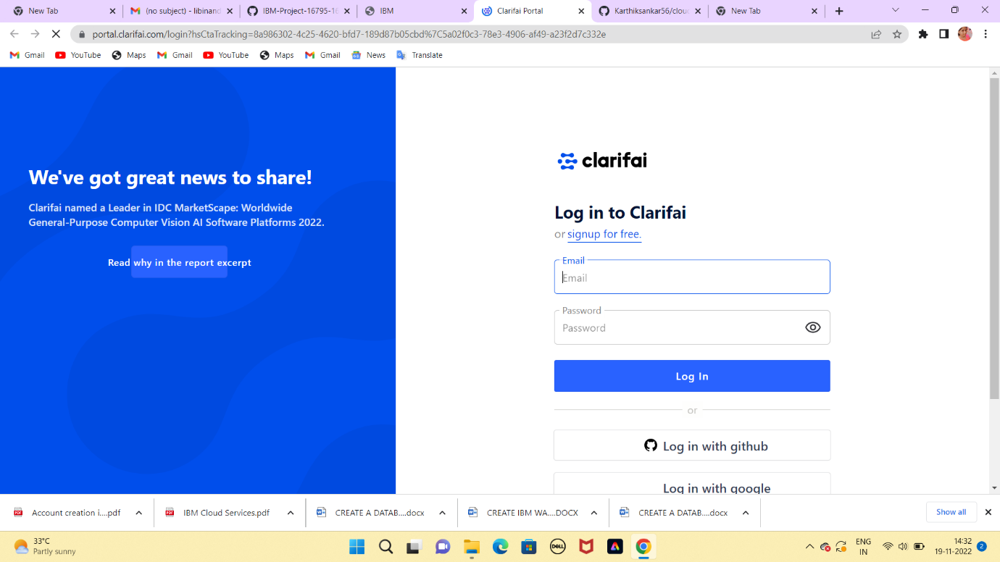 New Tab
(no subject) - libinand
IBM-Project-16795-16
IBM
Clarifai Portal
Karthiksankar56/clou
New Tab
portal.clarifai.com/login?hsCtaTracking=8a986302-4c25-4620-bfd7-189d87b05cbd%7C5a02f0c3-78e3-4906-af49-a23f2d7c332e
Gmail YouTube Maps Gmail YouTube Maps Gmail News Translate
We've got great news to share!
Clarifai named a Leader in IDC MarketScape: Worldwide
General-Purpose Computer Vision AI Software Platforms 2022.
Read why in the report excerpt
clarifai
Log in to Clarifai
or signup for free.
Email
Email
Password
Password
Log In
or
Log in with github
Log in with google
Account creation i....pdf
IBM Cloud Services.pdf
CREATE A DATAB....docx
CREATE IBM WA....DOCX
CREATE A DATAB....docx
Show all
33°C
Partly sunny
DELL
ENG
IN
14:32
19-11-2022
2